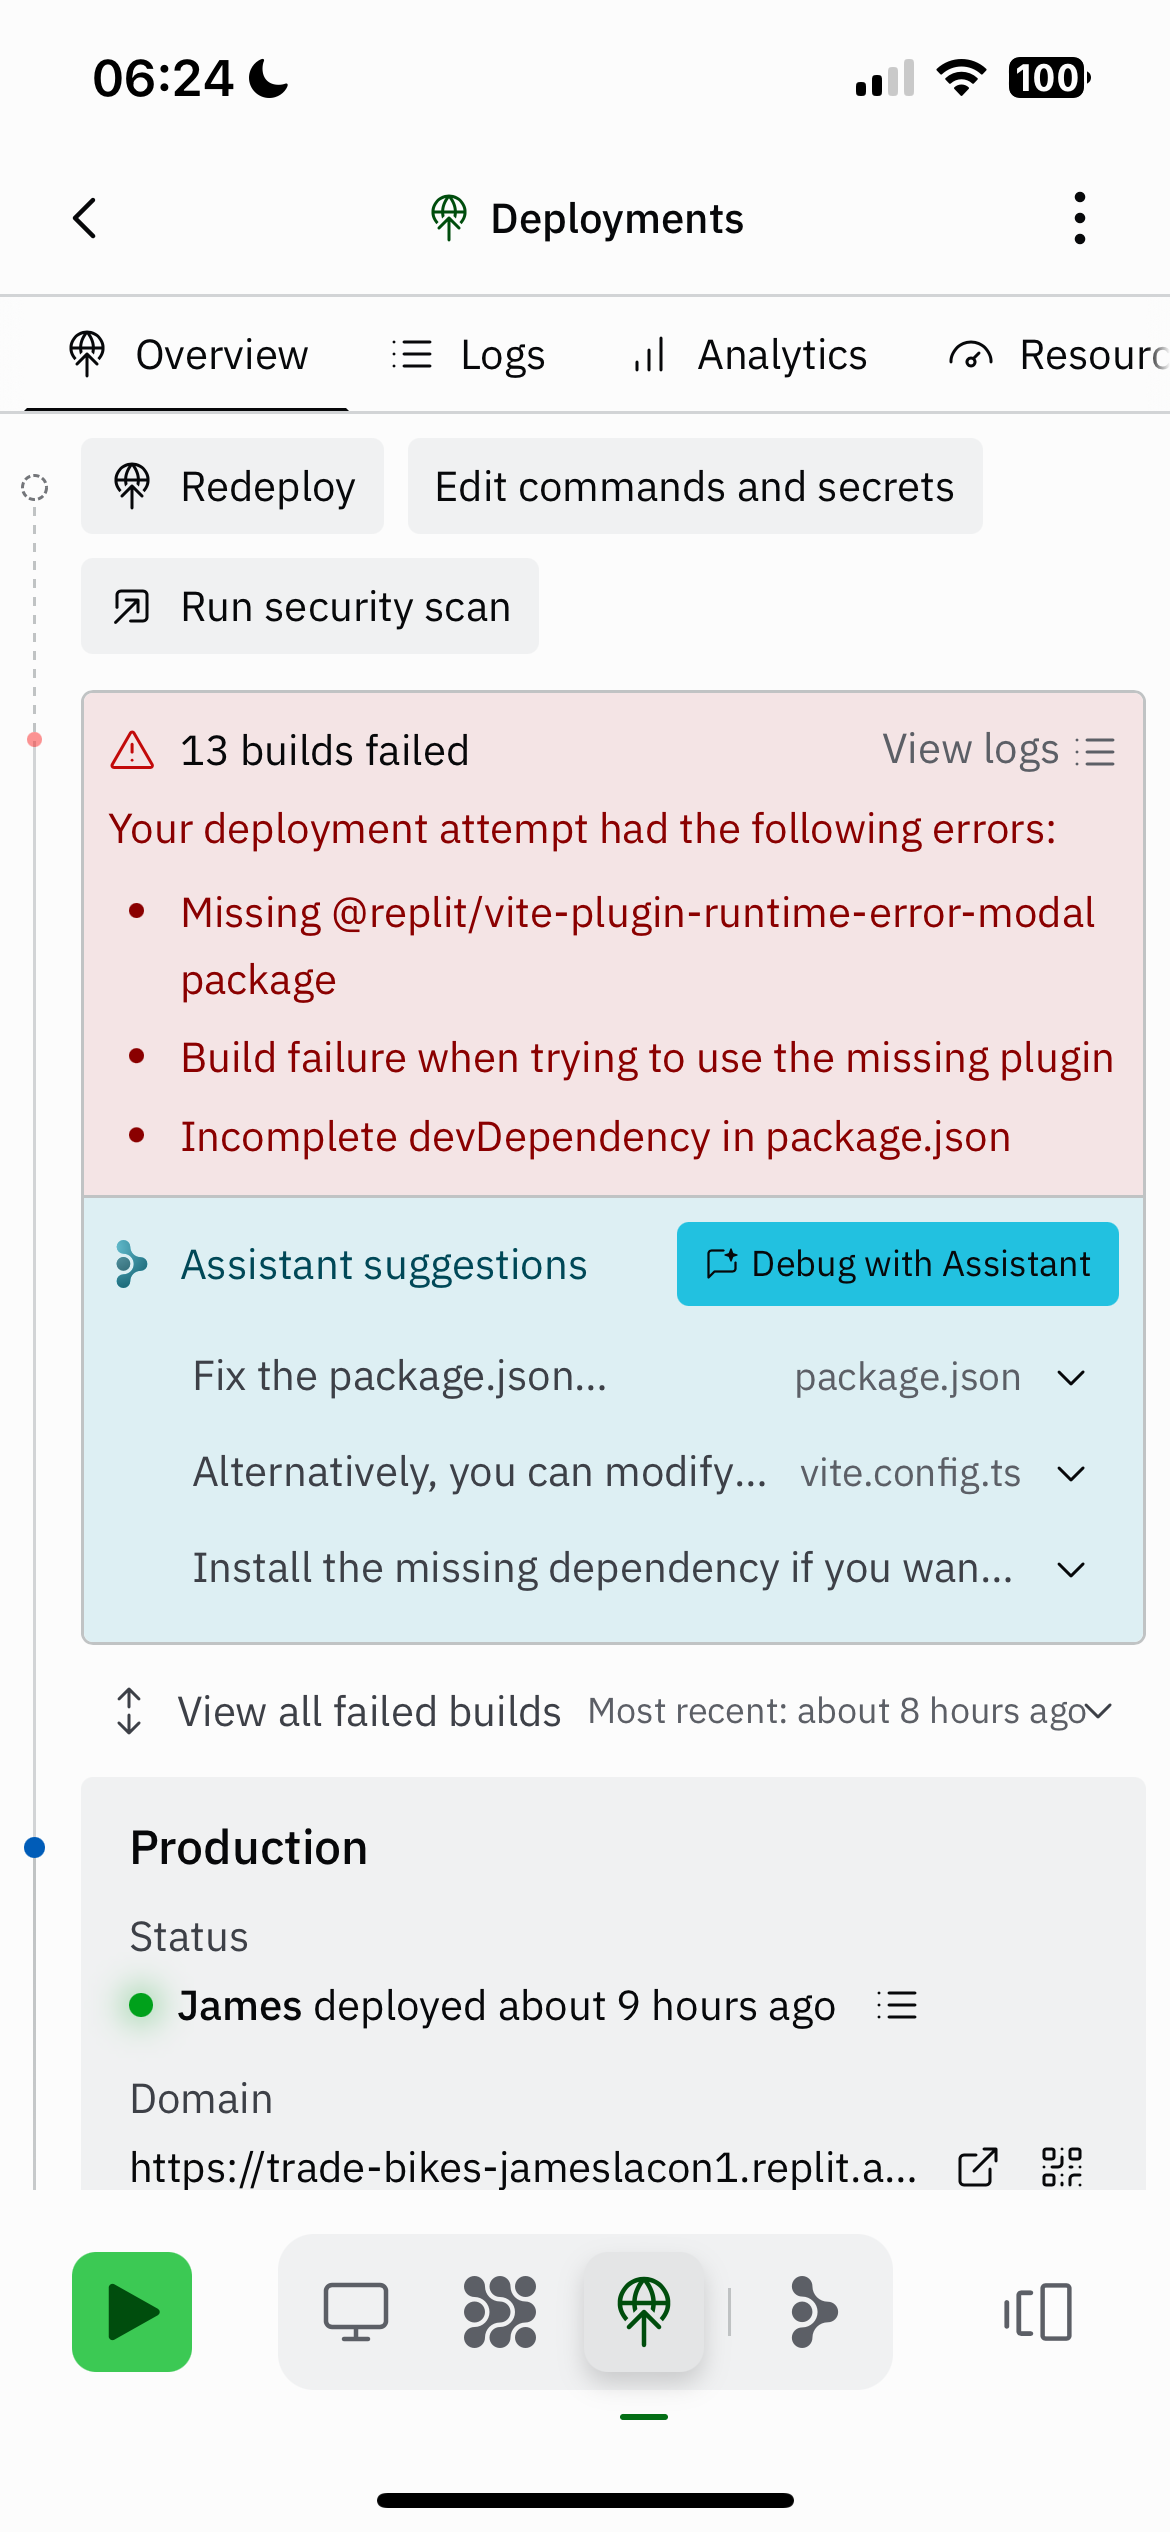 06:24
100
Deployments
Overview
Logs
Analytics
Resourc
Redeploy
Edit commands and secrets
Run security scan
13 builds failed
View logs
Your deployment attempt had the following errors:
Missing @replit/vite-plugin-runtime-error-modal
package
Build failure when trying to use the missing plugin
Incomplete devDependency in package.json
Assistant suggestions
Debug with Assistant
Fix the package.json...
package.json
Alternatively, you can modify...
vite.config.ts
Install the missing dependency if you wan...
View all failed builds
Most recent: about 8 hours ago
Production
Status
James deployed about 9 hours ago
Domain
https://trade-bikes-jameslacon1.replit.a...